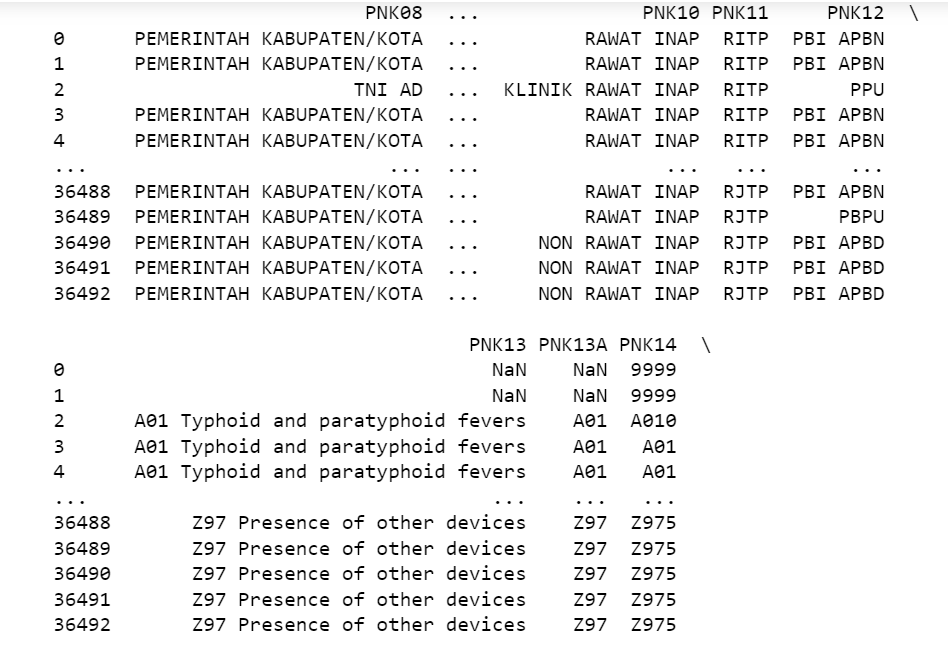 PNK08 ... PNK10 PNK11 PNK12 \
0 PEMERINTAH KABUPATEN/KOTA ... RAWAT INAP RITP PBI APBN
1 PEMERINTAH KABUPATEN/KOTA ... RAWAT INAP RITP PBI APBN
2 TNI AD ... KLINIK RAWAT INAP RITP PPU
3 PEMERINTAH KABUPATEN/KOTA ... RAWAT INAP RITP PBI APBN
4 PEMERINTAH KABUPATEN/KOTA ... RAWAT INAP RITP PBI APBN
... ... ... ... ... ...
36488 PEMERINTAH KABUPATEN/KOTA ... RAWAT INAP RJTP PBI APBN
36489 PEMERINTAH KABUPATEN/KOTA ... RAWAT INAP RJTP PBPU
36490 PEMERINTAH KABUPATEN/KOTA ... NON RAWAT INAP RJTP PBI APBD
36491 PEMERINTAH KABUPATEN/KOTA ... NON RAWAT INAP RJTP PBI APBD
36492 PEMERINTAH KABUPATEN/KOTA ... NON RAWAT INAP RJTP PBI APBD
PNK13 PNK13A PNK14 \
0 NaN NaN 9999
1 NaN NaN 9999
2 A01 Typhoid and paratyphoid fevers A01 A010
3 A01 Typhoid and paratyphoid fevers A01 A01
4 A01 Typhoid and paratyphoid fevers A01 A01
... ... ... ...
36488 Z97 Presence of other devices Z97 Z975
36489 Z97 Presence of other devices Z97 Z975
36490 Z97 Presence of other devices Z97 Z975
36491 Z97 Presence of other devices Z97 Z975
36492 Z97 Presence of other devices Z97 Z975